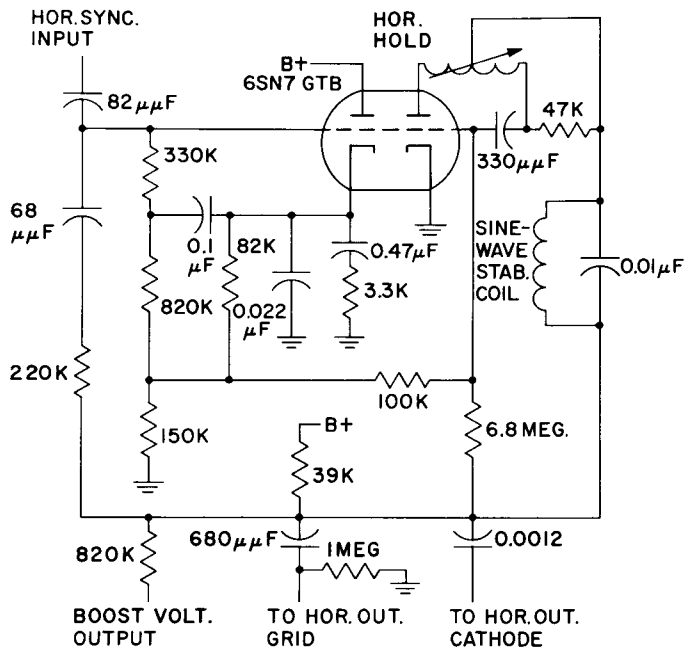 HOR. SYNC.
INPUT
HOR.
HOLD
B+
6SN7 GTB
82μμF
47K
330K
330μμF
68
μμF
0.1
μF
82K
0.47μF
SINE-
WAVE
STAB.
COIL
0.01μF
820K
0.022
μF
3.3K
220K
100K
150K
B+
6.8 MEG.
39K
820K
680μμF
1MEG
0.0012
BOOST VOLT.
OUTPUT
TO HOR. OUT.
GRID
TO HOR. OUT.
CATHODE